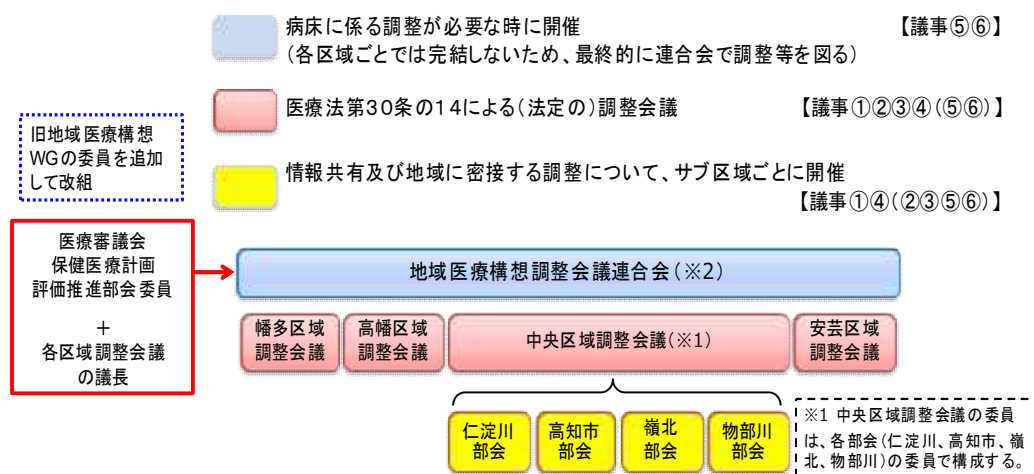 病床に係る調整が必要な時に開催 【議事⑤⑥】
(各区域ごとでは完結しないため、最終的に連合会で調整等を図る)
医療法第30条の14による(法定の)調整会議 【議事①②③④(⑤⑥)】
旧地域医療構想
WGの委員を追加
して改組
情報共有及び地域に密接する調整について、サブ区域ごとに開催
【議事①④(②③⑤⑥)】
医療審議会
保健医療計画
評価推進部会委員
+
各区域調整会議
の議長
地域医療構想調整会議連合会(※2)
幡多区域
調整会議
高幡区域
調整会議
中央区域調整会議(※1)
安芸区域
調整会議
仁淀川
部会
高知市
部会
嶺北
部会
物部川
部会
※1 中央区域調整会議の委員
は、各部会(仁淀川、高知市、嶺
北、物部川)の委員で構成する。